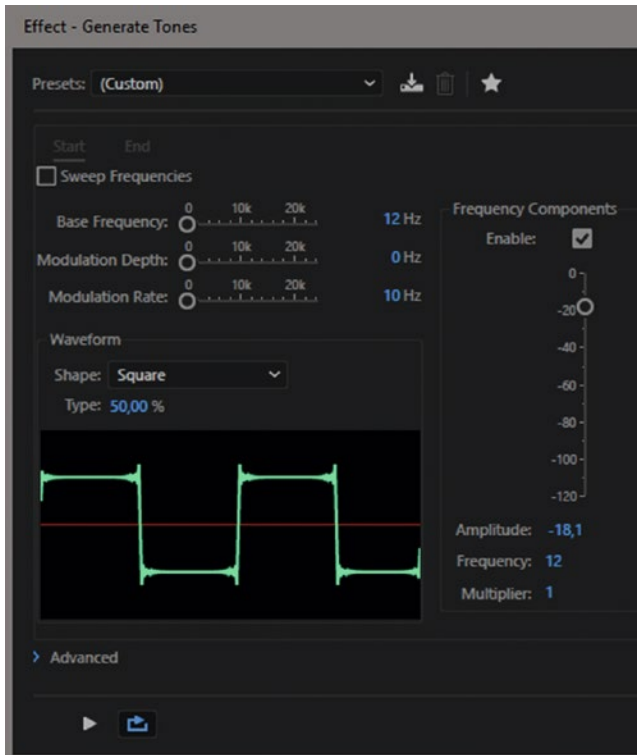 Effect - Generate Tones
Presets: (Custom)
Start End
Sweep Frequencies
0 10k 20k
Base Frequency: 12 Hz
0 10k 20k
Modulation Depth: 0 Hz
0 10k 20k
Modulation Rate: 10 Hz
Waveform
Shape: Square
Type: 50,00 %
Frequency Components
Enable:
0
-20
-40
-60
-80
-100
-120
Amplitude: -18,1
Frequency: 12
Multiplier: 1
Advanced